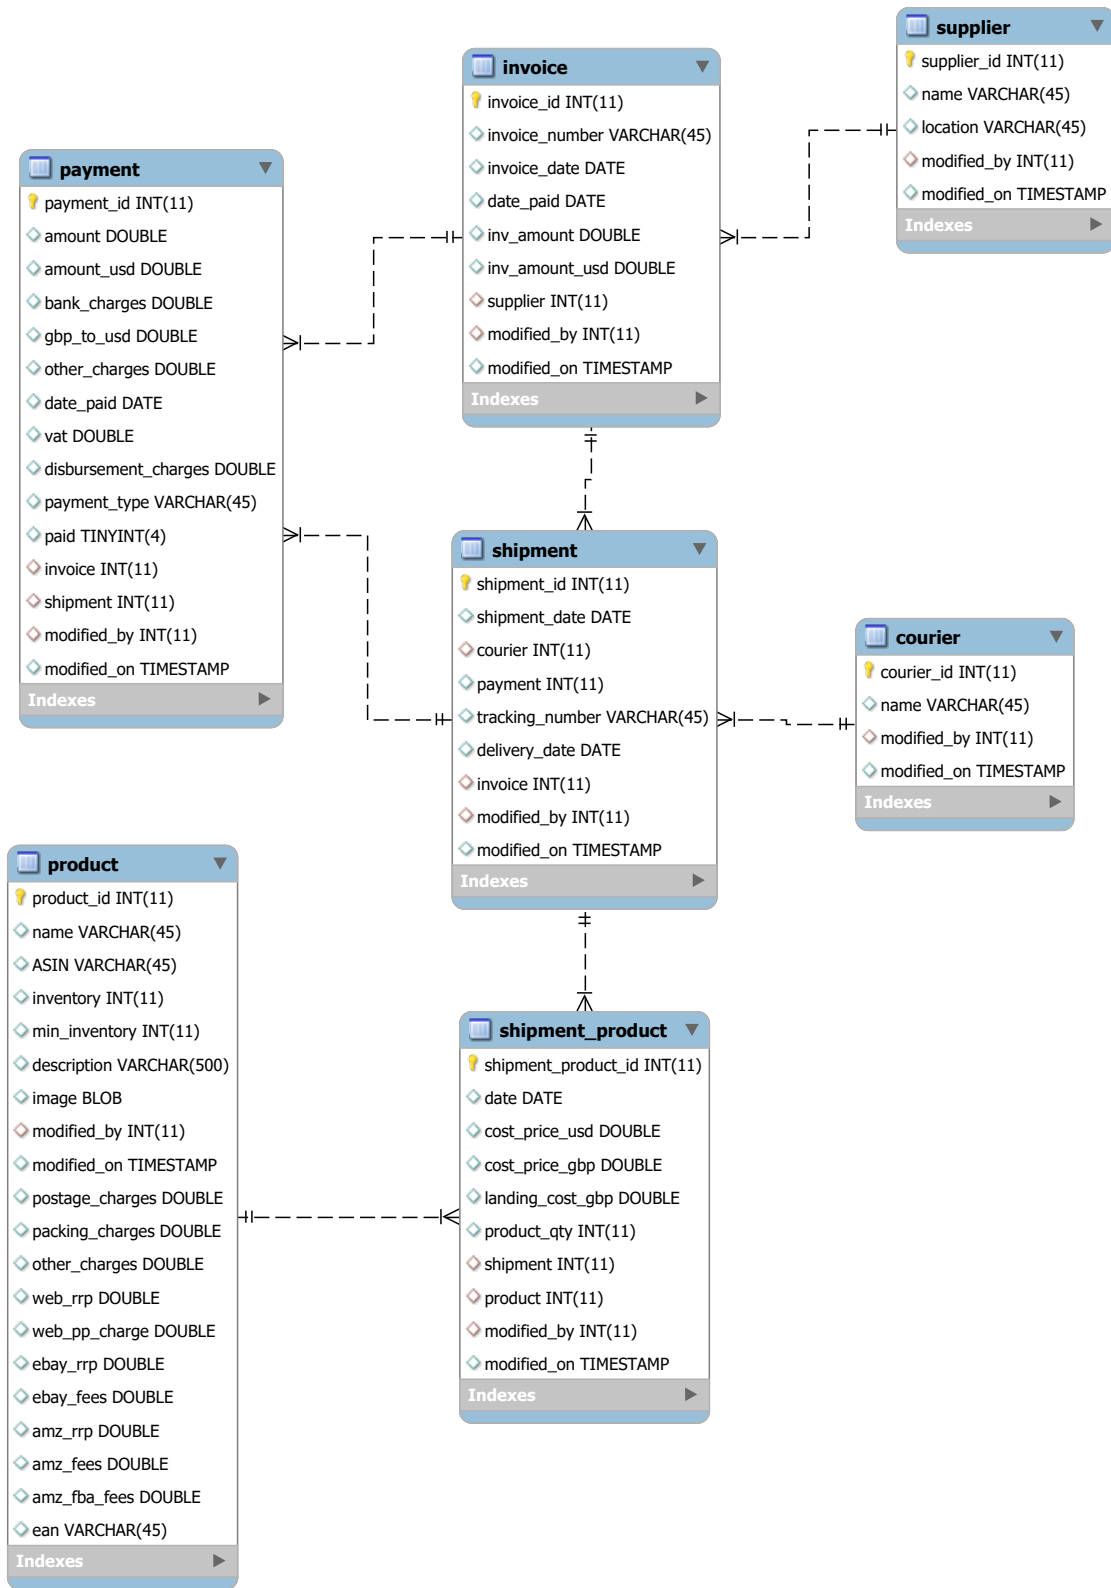 supplier
supplier_id INT(11)
name VARCHAR(45)
location VARCHAR(45)
modified_by INT(11)
modified_on TIMESTAMP
Indexes
invoice
invoice_id INT(11)
invoice_number VARCHAR(45)
invoice_date DATE
date_paid DATE
inv_amount DOUBLE
inv_amount_usd DOUBLE
supplier INT(11)
modified_by INT(11)
modified_on TIMESTAMP
Indexes
payment
payment_id INT(11)
amount DOUBLE
amount_usd DOUBLE
bank_charges DOUBLE
gbp_to_usd DOUBLE
other_charges DOUBLE
date_paid DATE
vat DOUBLE
disbursement_charges DOUBLE
payment_type VARCHAR(45)
paid TINYINT(4)
invoice INT(11)
shipment INT(11)
modified_by INT(11)
modified_on TIMESTAMP
Indexes
shipment
shipment_id INT(11)
shipment_date DATE
courier INT(11)
payment INT(11)
tracking_number VARCHAR(45)
delivery_date DATE
invoice INT(11)
modified_by INT(11)
modified_on TIMESTAMP
Indexes
courier
courier_id INT(11)
name VARCHAR(45)
modified_by INT(11)
modified_on TIMESTAMP
Indexes
product
product_id INT(11)
name VARCHAR(45)
ASIN VARCHAR(45)
inventory INT(11)
min_inventory INT(11)
description VARCHAR(500)
image BLOB
modified_by INT(11)
modified_on TIMESTAMP
postage_charges DOUBLE
packing_charges DOUBLE
other_charges DOUBLE
web_rrp DOUBLE
web_pp_charge DOUBLE
ebay_rrp DOUBLE
ebay_fees DOUBLE
amz_rrp DOUBLE
amz_fees DOUBLE
amz_fba_fees DOUBLE
ean VARCHAR(45)
Indexes
shipment_product
shipment_product_id INT(11)
date DATE
cost_price_usd DOUBLE
cost_price_gbp DOUBLE
landing_cost_gbp DOUBLE
product_qty INT(11)
shipment INT(11)
product INT(11)
modified_by INT(11)
modified_on TIMESTAMP
Indexes